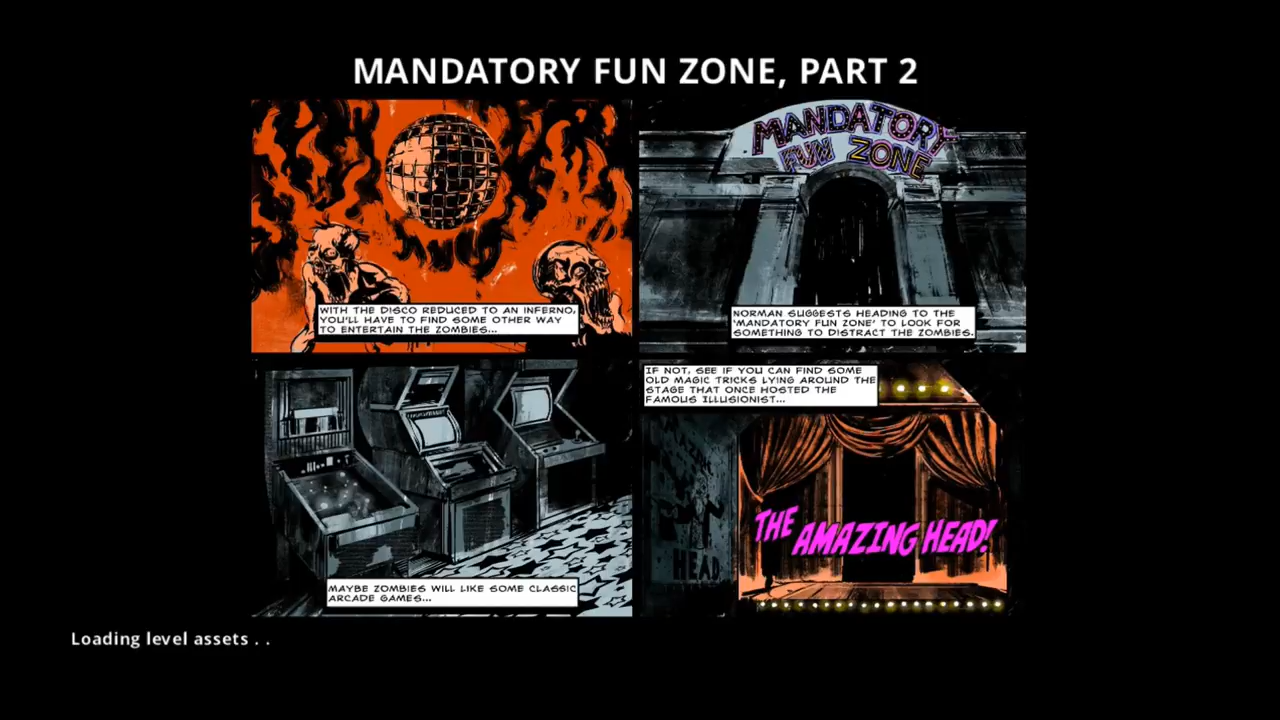 MANDATORY FUN ZONE, PART 2
WITH THE DISCO REDUCED TO AN INFERNO,
YOU'LL HAVE TO FIND SOME OTHER WAY
TO ENTERTAIN THE ZOMBIES...
MANDATORY
FUN ZONE
NORMAN SUGGESTS HEADING TO THE
'MANDATORY FUN ZONE' TO LOOK FOR
SOMETHING TO DISTRACT THE ZOMBIES.
MAYBE ZOMBIES WILL LIKE SOME CLASSIC
ARCADE GAMES...
IF NOT, SEE IF YOU CAN FIND SOME
OLD MAGIC TRICKS LYING AROUND THE
STAGE THAT ONCE HOSTED THE
FAMOUS ILLUSIONIST...
THE AMAZING HEAD!
HEAD
Loading level assets . .